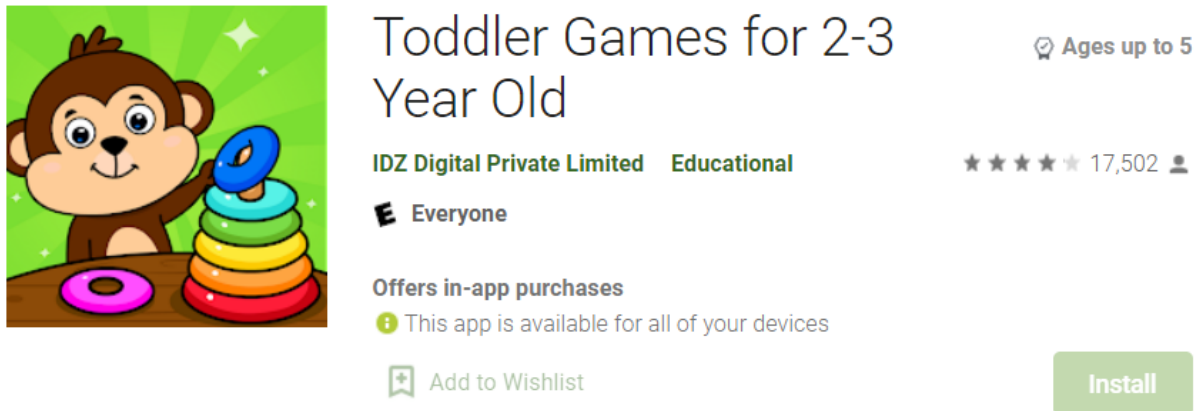 Toddler Games for 2-3
Year Old
Ages up to 5
IDZ Digital Private Limited Educational
17,502
E Everyone
Offers in-app purchases
This app is available for all of your devices
Add to Wishlist
Install